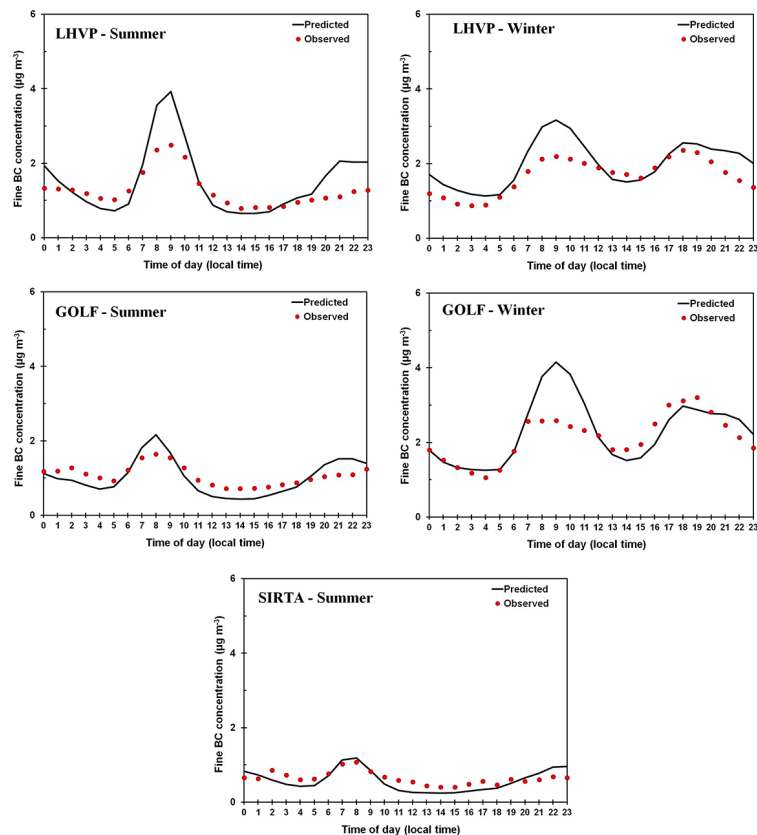 LHVP - Summer
Predicted
Observed
Fine BC concentration (µg m⁻³)
6
4
2
0
0 1 2 3 4 5 6 7 8 9 10 11 12 13 14 15 16 17 18 19 20 21 22 23
Time of day (local time)
LHVP - Winter
Predicted
Observed
Fine BC concentration (µg m⁻³)
6
4
2
0
0 1 2 3 4 5 6 7 8 9 10 11 12 13 14 15 16 17 18 19 20 21 22 23
Time of day (local time)
GOLF - Summer
Predicted
Observed
Fine BC concentration (µg m⁻³)
6
4
2
0
0 1 2 3 4 5 6 7 8 9 10 11 12 13 14 15 16 17 18 19 20 21 22 23
Time of day (local time)
GOLF - Winter
Predicted
Observed
Fine BC concentration (µg m⁻³)
6
4
2
0
0 1 2 3 4 5 6 7 8 9 10 11 12 13 14 15 16 17 18 19 20 21 22 23
Time of day (local time)
SIRTA - Summer
Predicted
Observed
Fine BC concentration (µg m⁻³)
6
4
2
0
0 1 2 3 4 5 6 7 8 9 10 11 12 13 14 15 16 17 18 19 20 21 22 23
Time of day (local time)